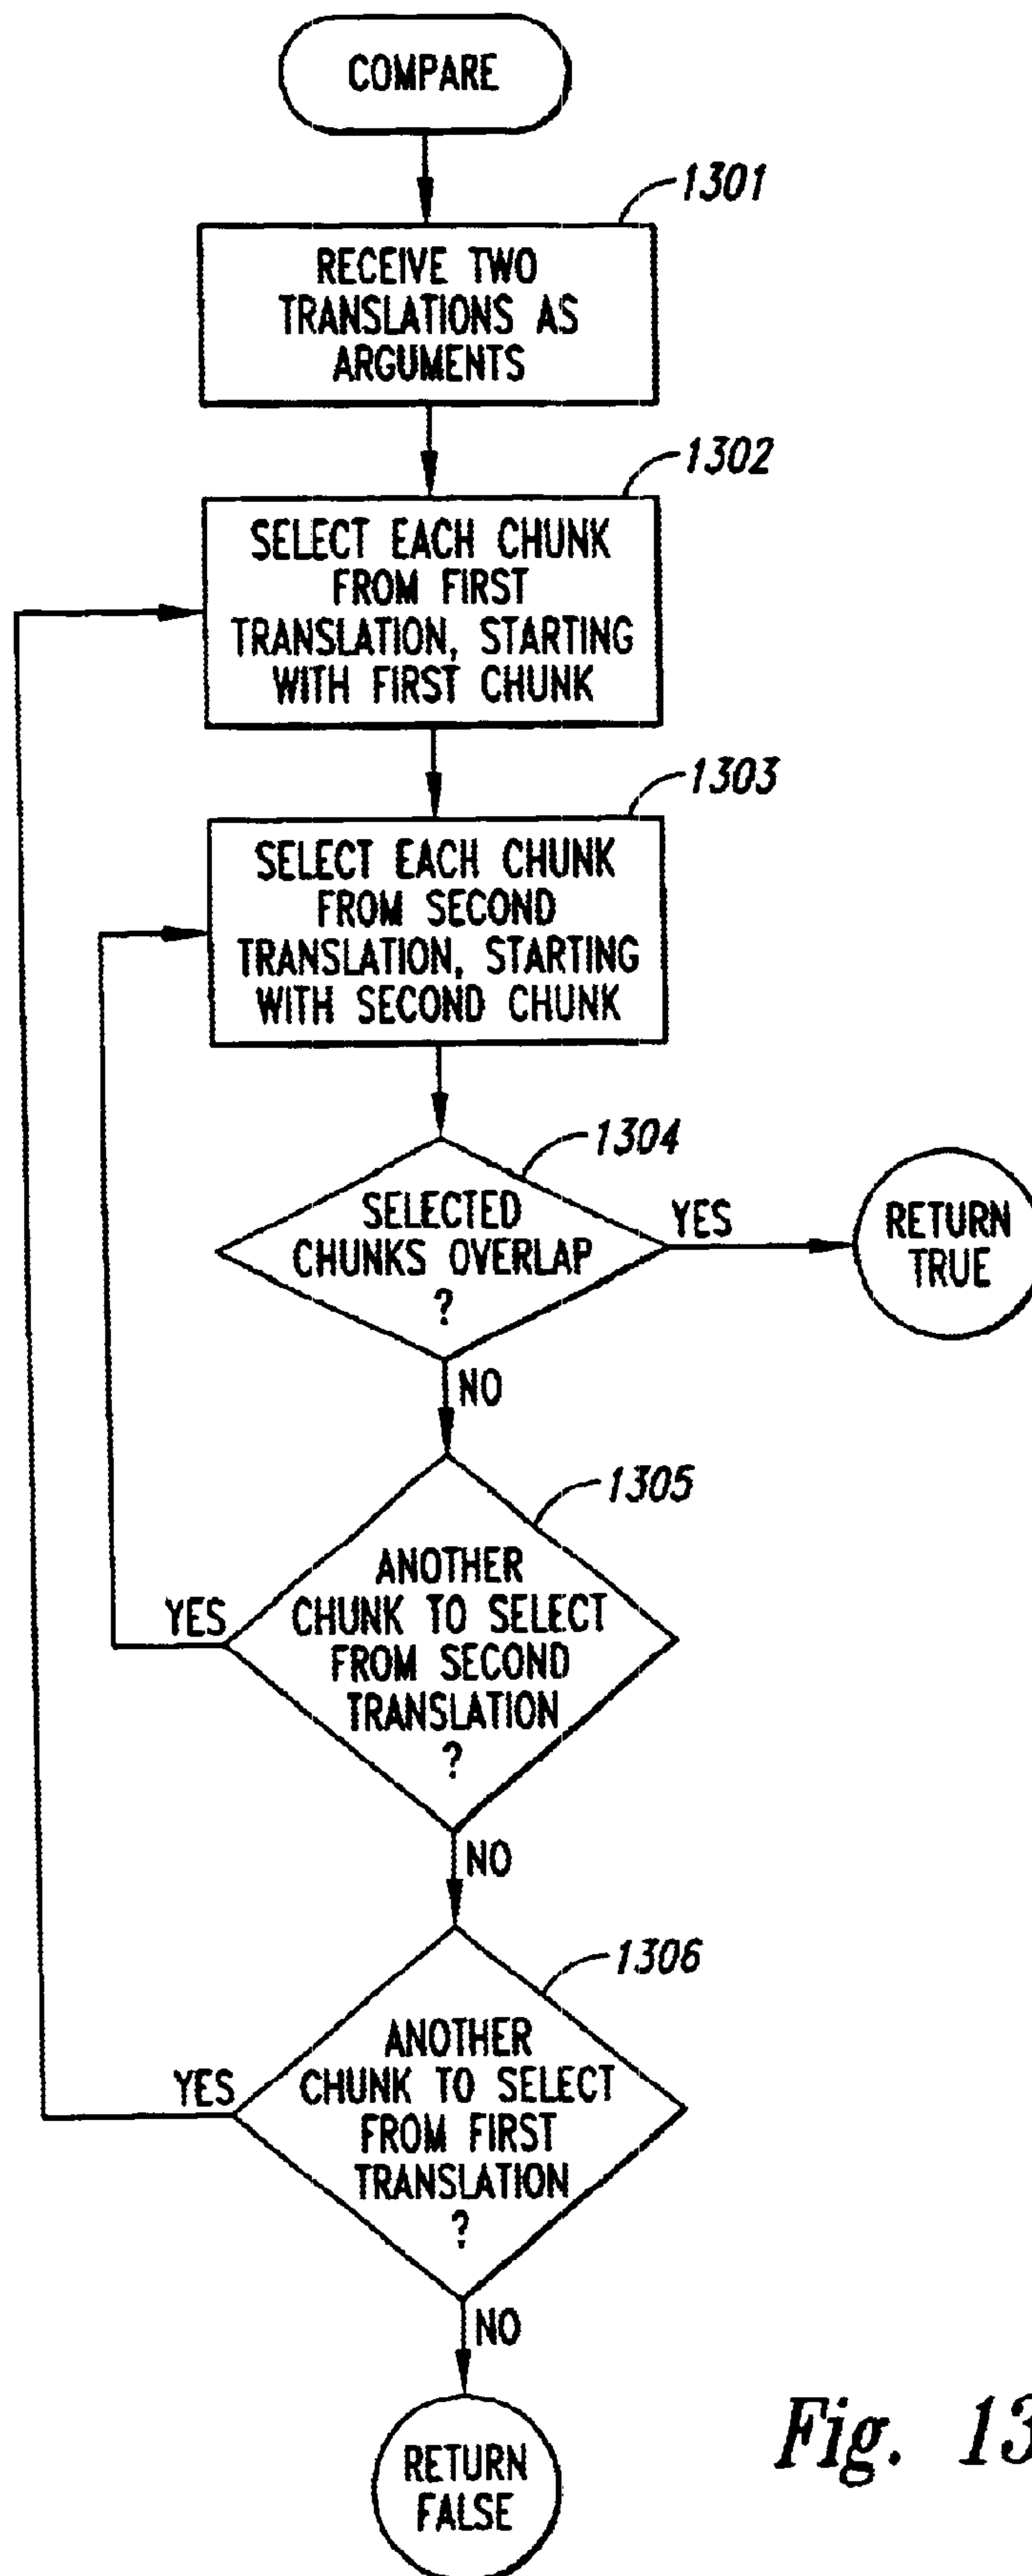 COMPARE
1301
RECEIVE TWO
TRANSLATIONS AS
ARGUMENTS
1302
SELECT EACH CHUNK
FROM FIRST
TRANSLATION, STARTING
WITH FIRST CHUNK
1303
SELECT EACH CHUNK
FROM SECOND
TRANSLATION, STARTING
WITH SECOND CHUNK
1304
SELECTED
CHUNKS OVERLAP
?
YES
RETURN
TRUE
NO
1305
ANOTHER
CHUNK TO SELECT
FROM SECOND
TRANSLATION
?
YES
NO
1306
ANOTHER
CHUNK TO SELECT
FROM FIRST
TRANSLATION
?
YES
NO
RETURN
FALSE
Fig. 13